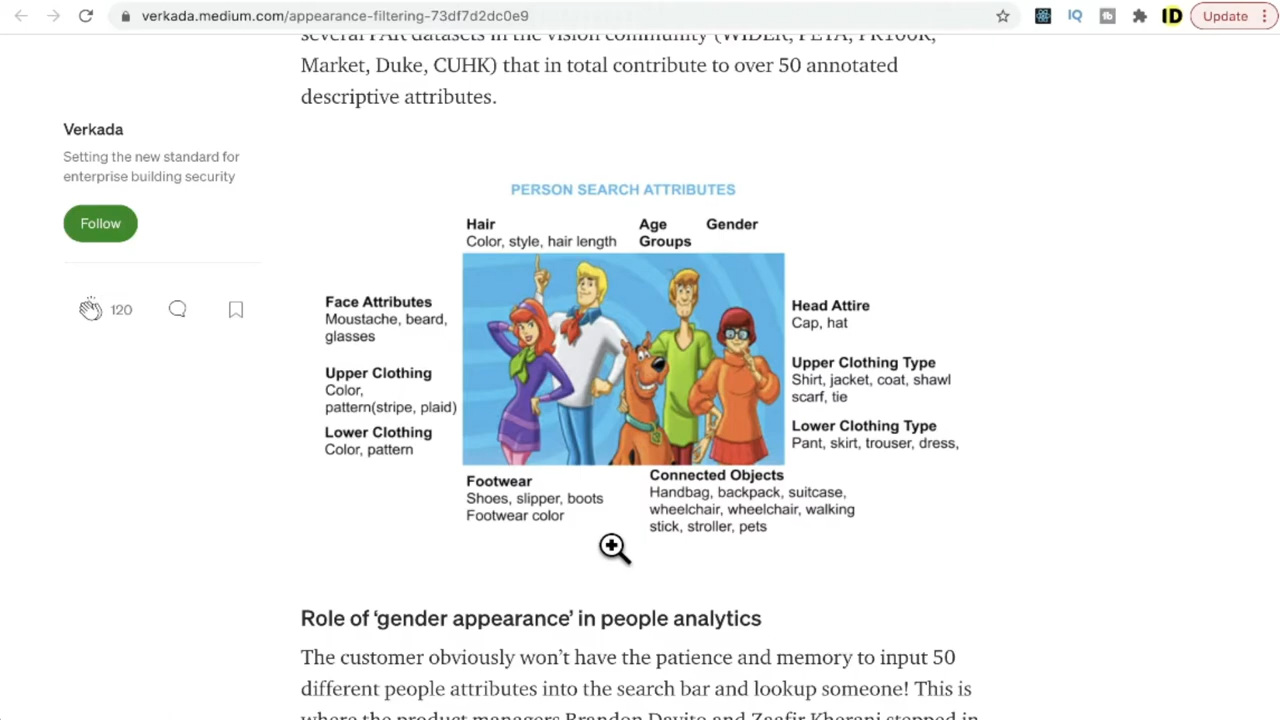 verkada.medium.com/appearance-filtering-73df7d2dc0e9
IQ
tb
ID
Update
several PAR datasets in the vision community (WIDER, PETA, PR100K,
Market, Duke, CUHK) that in total contribute to over 50 annotated
descriptive attributes.
Verkada
Setting the new standard for
enterprise building security
Follow
120
PERSON SEARCH ATTRIBUTES
Hair
Color, style, hair length
Age
Groups
Gender
Face Attributes
Moustache, beard,
glasses
Upper Clothing
Color,
pattern(stripe, plaid)
Lower Clothing
Color, pattern
Head Attire
Cap, hat
Upper Clothing Type
Shirt, jacket, coat, shawl
scarf, tie
Lower Clothing Type
Pant, skirt, trouser, dress,
Footwear
Shoes, slipper, boots
Footwear color
Connected Objects
Handbag, backpack, suitcase,
wheelchair, wheelchair, walking
stick, stroller, pets
Role of ‘gender appearance’ in people analytics
The customer obviously won’t have the patience and memory to input 50
different people attributes into the search bar and lookup someone! This is
where the product managers Brandon Davito and Zaafir Kherani stepped in